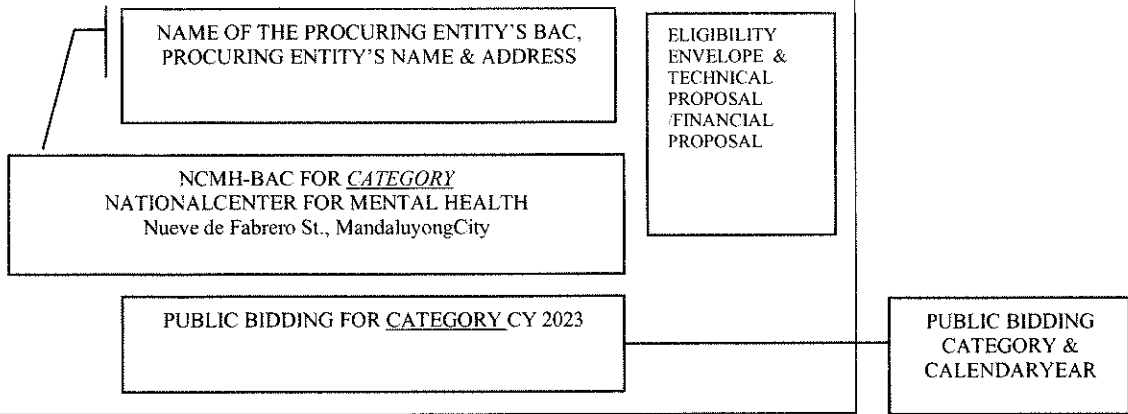 NAME OF THE PROCURING ENTITY'S BAC,
PROCURING ENTITY'S NAME & ADDRESS
ELIGIBILITY
ENVELOPE &
TECHNICAL
PROPOSAL
/FINANCIAL
PROPOSAL
NCMH-BAC FOR CATEGORY
NATIONALCENTER FOR MENTAL HEALTH
Nueve de Fabrero St., MandaluyongCity
PUBLIC BIDDING FOR CATEGORY CY 2023
PUBLIC BIDDING
CATEGORY &
CALENDARYEAR